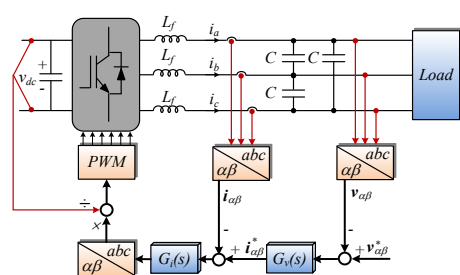 L_f i_a
+
v_dc
-
L_f i_b C C
L_f i_c C
Load
PWM
abc
αβ
abc
αβ
÷
×
i_αβ
v_αβ
-
-
abc
αβ
G_i(s)
+ i*_αβ
G_v(s)
+ v*_αβ